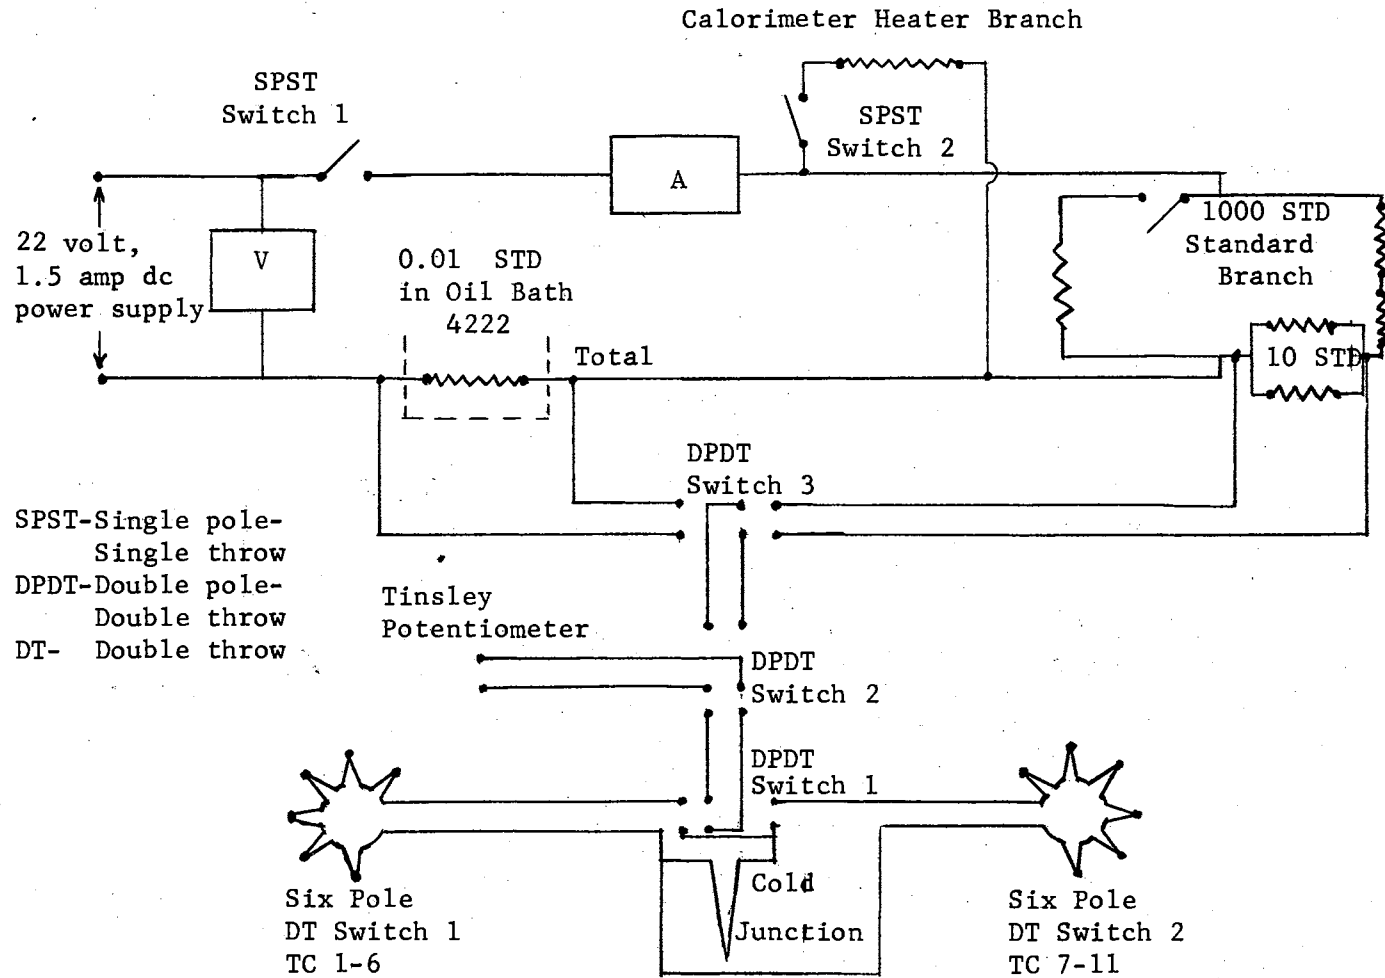 Calorimeter Heater Branch
SPST
Switch 1
SPST
Switch 2
A
22 volt,
1.5 amp dc
power supply
V
0.01 STD
in Oil Bath
4222
1000 STD
Standard
Branch
Total
10 STD
DPDT
Switch 3
SPST-Single pole-
Single throw
DPDT-Double pole-
Double throw
DT- Double throw
Tinsley
Potentiometer
DPDT
Switch 2
DPDT
Switch 1
Cold
Junction
Six Pole
DT Switch 1
TC 1-6
Six Pole
DT Switch 2
TC 7-11